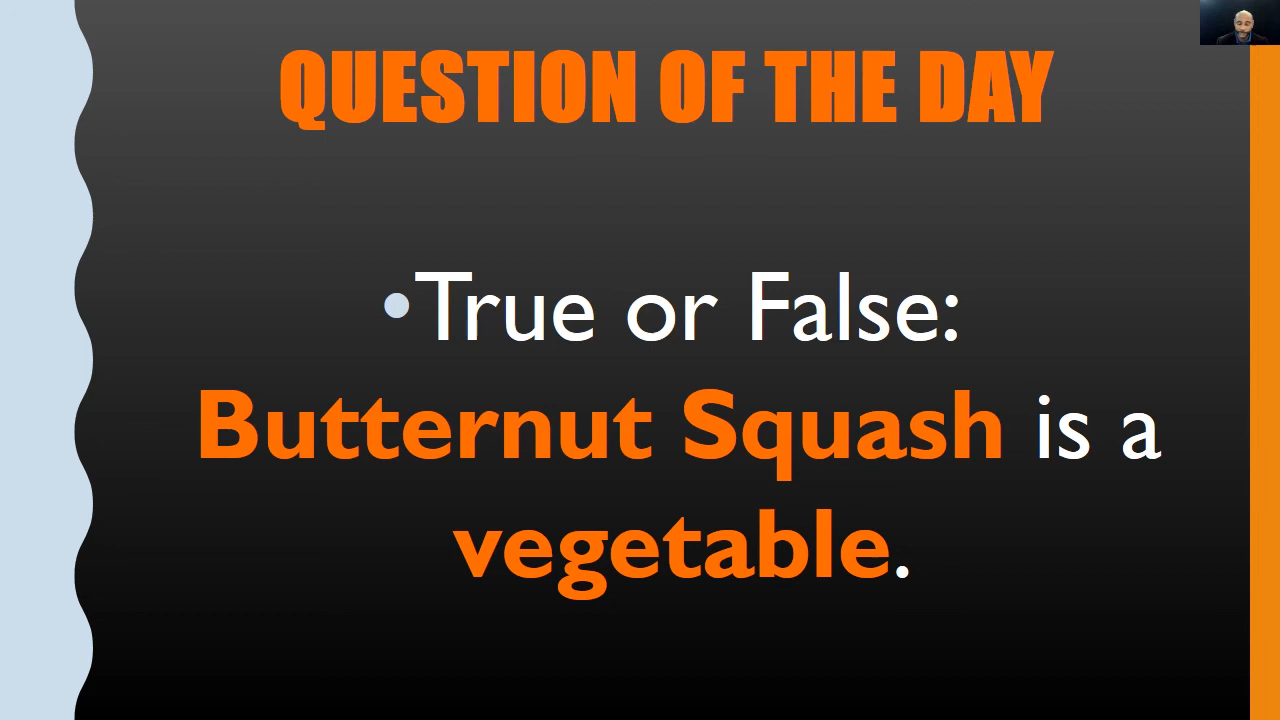 QUESTION OF THE DAY
•True or False:
Butternut Squash is a
vegetable.